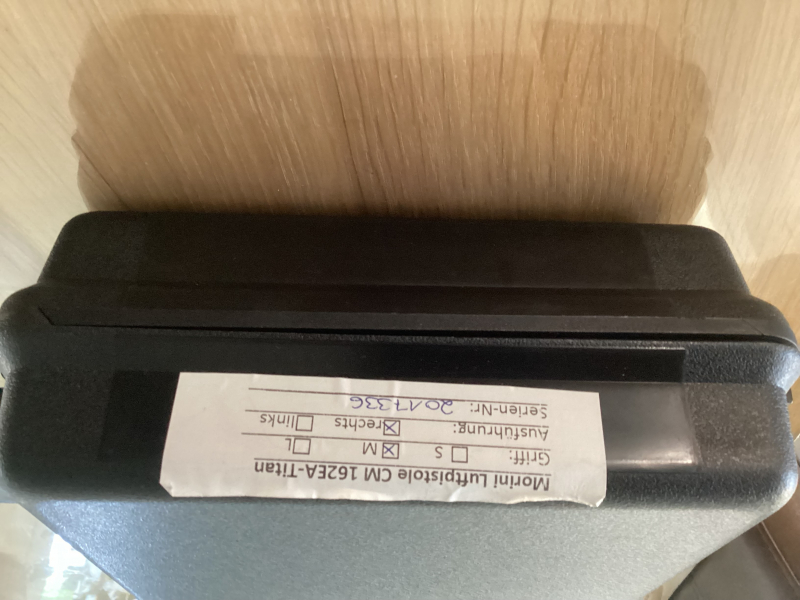 Morini Luftpistole CM 162EA-Titan
Griff: ☐ S ☒ M ☐ L
Ausführung: ☒ rechts ☐ links
Serien-Nr: 2017336